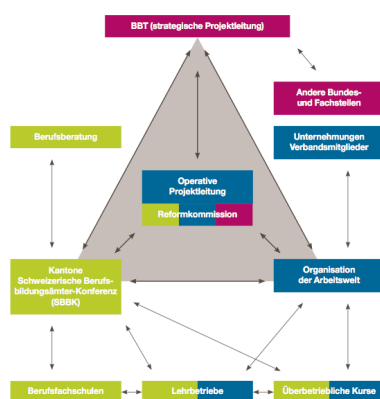 BBT (strategische Projektleitung)
Andere Bundes-
und Fachstellen
Berufsberatung
Unternehmungen
Verbandsmitglieder
Operative
Projektleitung
Reformkommission
Kantone
Schweizerische Berufs-
bildungsämter-Konferenz
(SBBK)
Organisation
der Arbeitswelt
Berufsfachschulen
Lehrbetriebe
Überbetriebliche Kurse